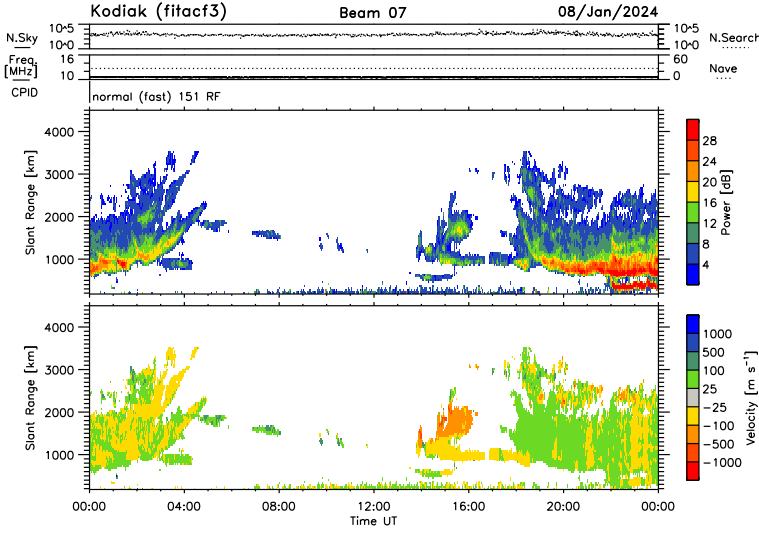 Kodiak (fitacf3) Beam 07 08/Jan/2024
N.Sky 10^5 10^0 10^5 10^0 N.Search
Freq. [MHz] 16 10 60 0 Nave
CPID normal (fast) 151 RF
Slant Range [km] 4000 3000 2000 1000
Power [dB] 28 24 20 16 12 8 4
Slant Range [km] 4000 3000 2000 1000
Velocity [m s⁻¹] 1000 500 100 25 −25 −100 −500 −1000
00:00 04:00 08:00 12:00 16:00 20:00 00:00
Time UT